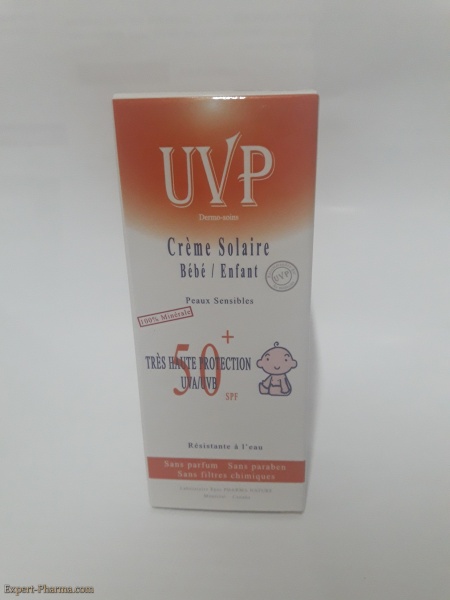 UVP
Dermo-soins
Crème Solaire
Bébé / Enfant
UVP
Peaux Sensibles
100% Minérale
50+
TRÈS HAUTE PROTECTION
UVA/UVB
SPF
Résistante à l'eau
Sans parfum Sans paraben
Sans filtres chimiques
Expert-Pharma.com